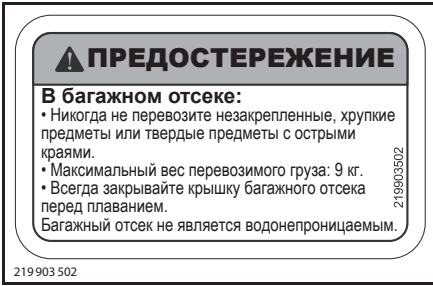 ПРЕДОСТЕРЕЖЕНИЕ
В багажном отсеке:
• Никогда не перевозите незакрепленные, хрупкие
предметы или твердые предметы с острыми
краями.
• Максимальный вес перевозимого груза: 9 кг.
• Всегда закрывайте крышку багажного отсека
перед плаванием.
Багажный отсек не является водонепроницаемым.
219903502
219 903 502